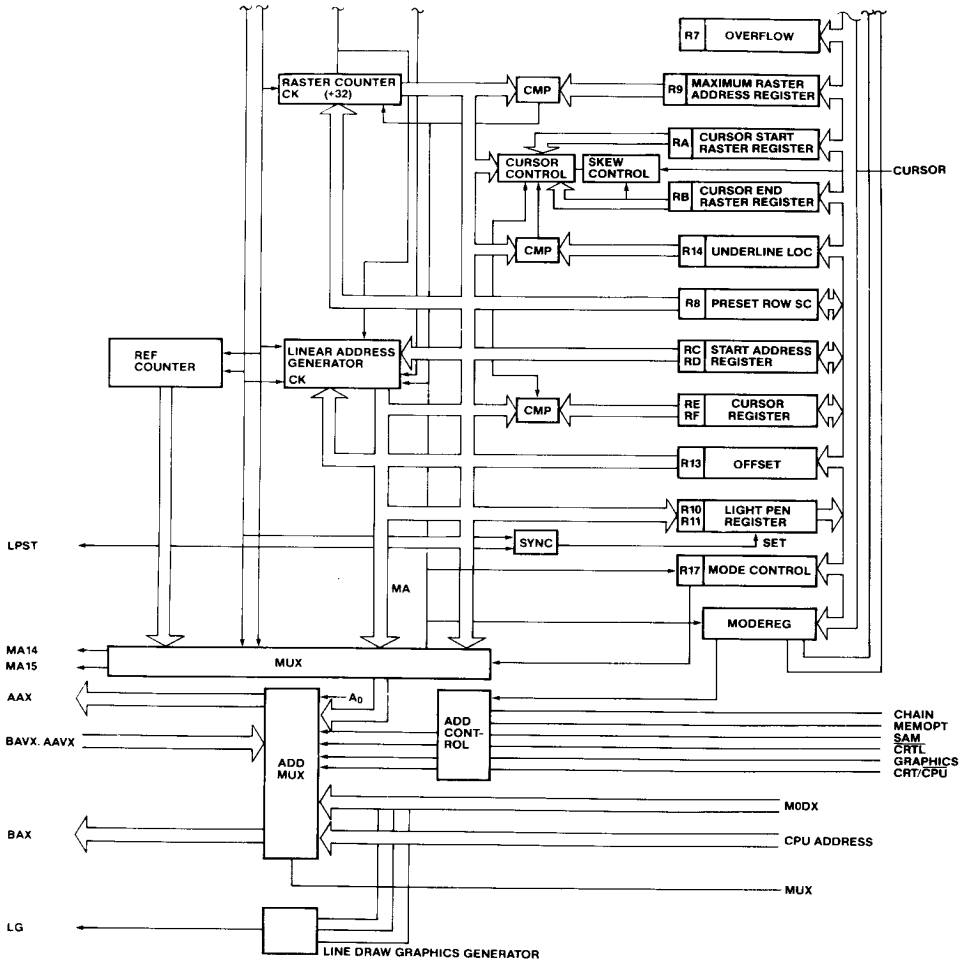 R7 OVERFLOW
RASTER COUNTER
CK (+32)
CMP
R9 MAXIMUM RASTER
ADDRESS REGISTER
RA CURSOR START
RASTER REGISTER
CURSOR
CONTROL
SKEW
CONTROL
CURSOR
RB CURSOR END
RASTER REGISTER
CMP
R14 UNDERLINE LOC
R8 PRESET ROW SC
REF
COUNTER
LINEAR ADDRESS
GENERATOR
CK
RC
RD
START ADDRESS
REGISTER
CMP
RE
RF
CURSOR
REGISTER
R13 OFFSET
R10
R11
LIGHT PEN
REGISTER
LPST
SYNC
SET
R17 MODE CONTROL
MA
MODEREG
MA14
MA15
MUX
AAX
A0
ADD
CONT-
ROL
CHAIN
MEMOPT
SAM
CRTL
GRAPHICS
CRT/CPU
BAVX. AAVX
ADD
MUX
M0DX
BAX
CPU ADDRESS
MUX
LG
LINE DRAW GRAPHICS GENERATOR